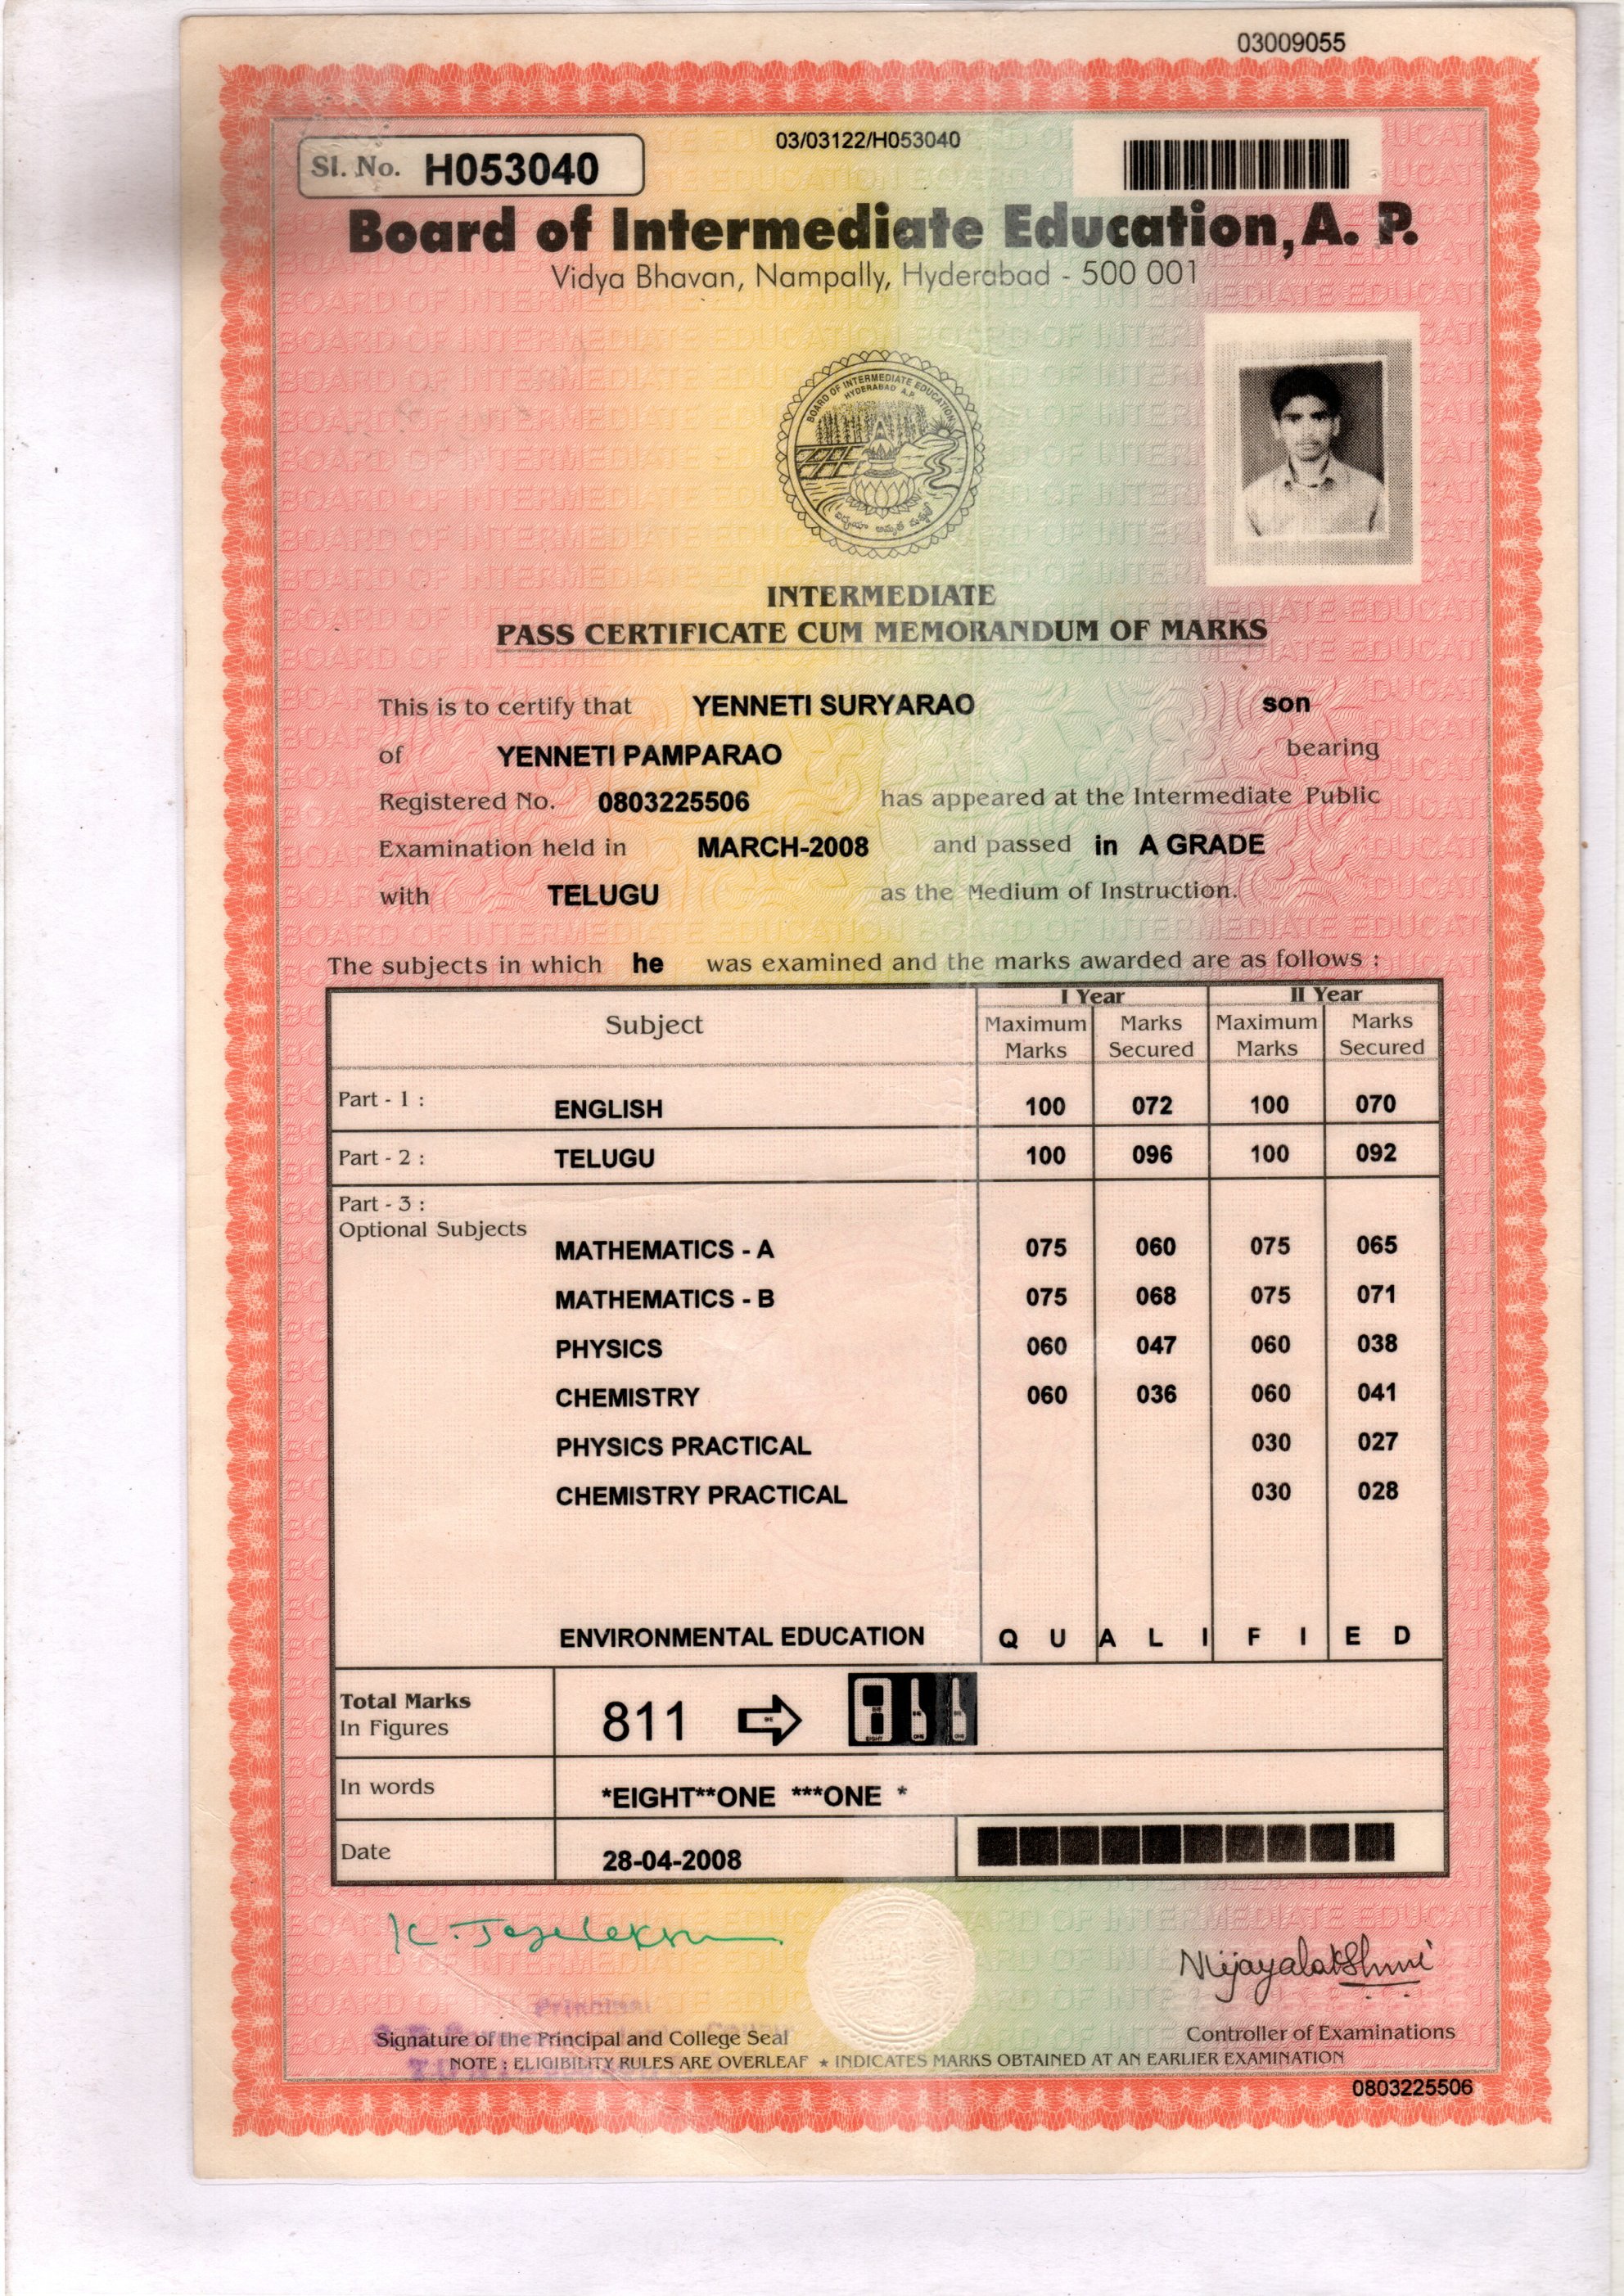 03009055
03/03122/H053040
Sl. No. H053040
Board of Intermediate Education, A. P.
Vidya Bhavan, Nampally, Hyderabad - 500 001
BOARD OF INTERMEDIATE EDUCATION
HYDERABAD A.P.
INTERMEDIATE
PASS CERTIFICATE CUM MEMORANDUM OF MARKS
This is to certify that YENNETI SURYARAO son
of YENNETI PAMPARAO bearing
Registered No. 0803225506 has appeared at the Intermediate Public
Examination held in MARCH-2008 and passed in A GRADE
with TELUGU as the Medium of Instruction.
The subjects in which he was examined and the marks awarded are as follows :
Subject I Year II Year
Maximum Marks Marks Secured Maximum Marks Marks Secured
Part - 1 : ENGLISH 100 072 100 070
Part - 2 : TELUGU 100 096 100 092
Part - 3 :
Optional Subjects
MATHEMATICS - A 075 060 075 065
MATHEMATICS - B 075 068 075 071
PHYSICS 060 047 060 038
CHEMISTRY 060 036 060 041
PHYSICS PRACTICAL 030 027
CHEMISTRY PRACTICAL 030 028
ENVIRONMENTAL EDUCATION Q U A L I F I E D
Total Marks
In Figures 811
EIGHT ONE ONE
In words *EIGHT**ONE ***ONE *
Date 28-04-2008
Principal
Signature of the Principal and College Seal
Controller of Examinations
NOTE : ELIGIBILITY RULES ARE OVERLEAF ★ INDICATES MARKS OBTAINED AT AN EARLIER EXAMINATION
0803225506